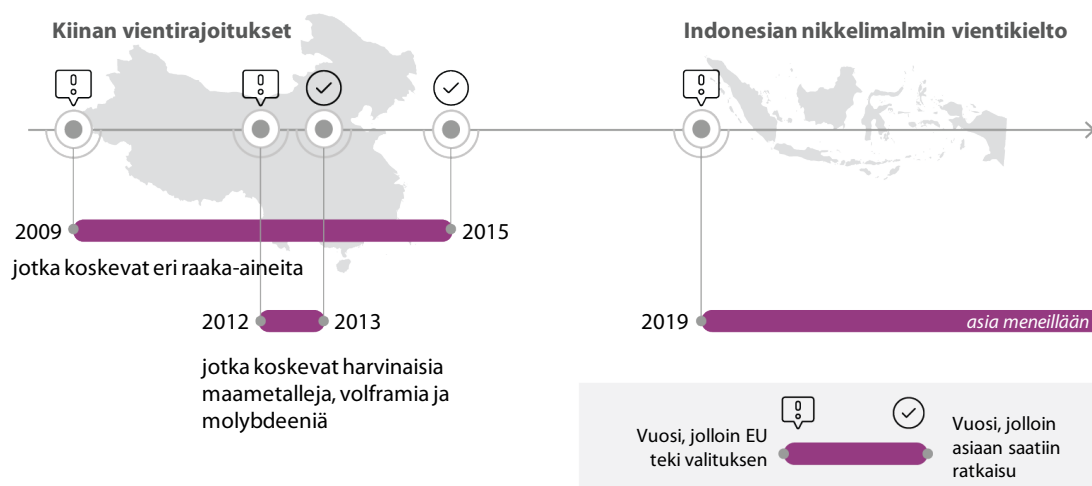 Kiinan vientirajoitukset
Indonesian nikkelimalmin vientikielto
2009
2015
jotka koskevat eri raaka-aineita
2012
2013
jotka koskevat harvinaisia
maametalleja, volframia ja
molybdeeniä
2019
asia meneillään
Vuosi, jolloin EU
teki valituksen
Vuosi, jolloin
asiaan saatiin
ratkaisu